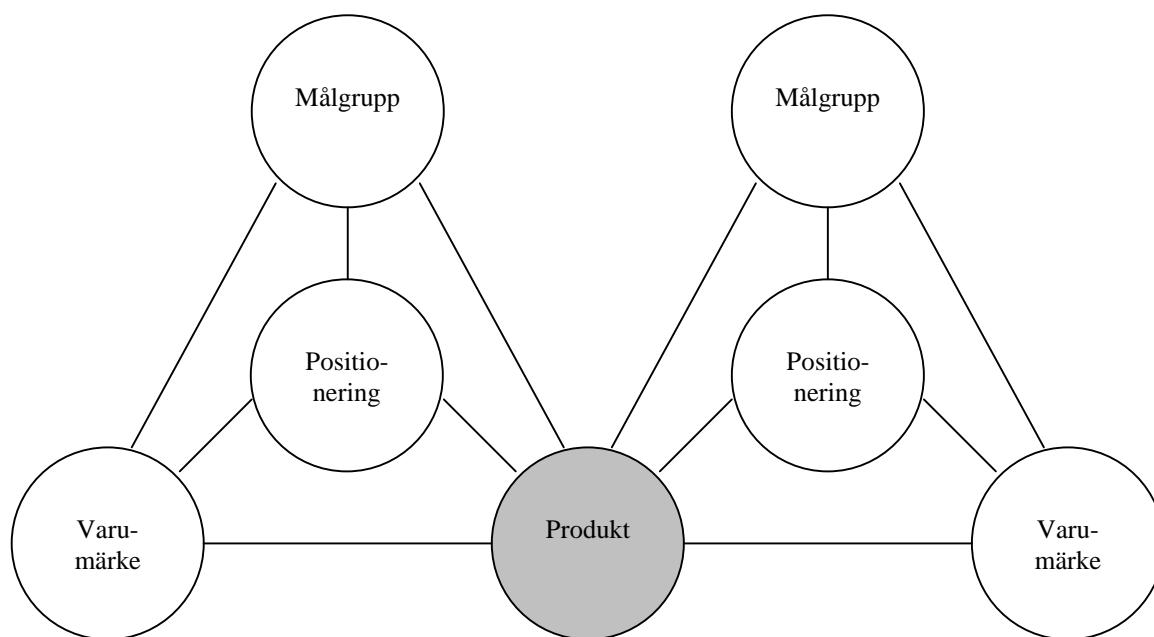 Målgrupp
Målgrupp
Positio-
nering
Positio-
nering
Varu-
märke
Produkt
Varu-
märke